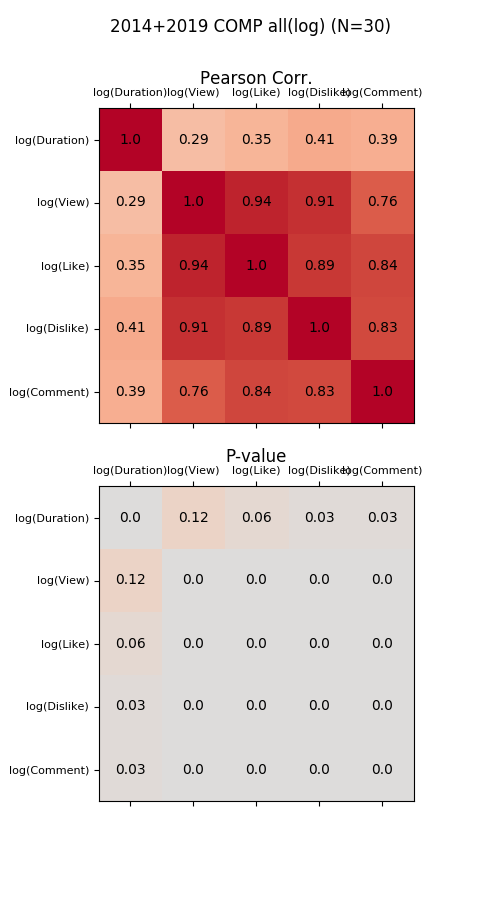 2014+2019 COMP all(log) (N=30)
Pearson Corr.
log(Duration) log(View) log(Like) log(Dislike) log(Comment)
log(Duration) 1.0 0.29 0.35 0.41 0.39
log(View) 0.29 1.0 0.94 0.91 0.76
log(Like) 0.35 0.94 1.0 0.89 0.84
log(Dislike) 0.41 0.91 0.89 1.0 0.83
log(Comment) 0.39 0.76 0.84 0.83 1.0
P-value
log(Duration) log(View) log(Like) log(Dislike) log(Comment)
log(Duration) 0.0 0.12 0.06 0.03 0.03
log(View) 0.12 0.0 0.0 0.0 0.0
log(Like) 0.06 0.0 0.0 0.0 0.0
log(Dislike) 0.03 0.0 0.0 0.0 0.0
log(Comment) 0.03 0.0 0.0 0.0 0.0